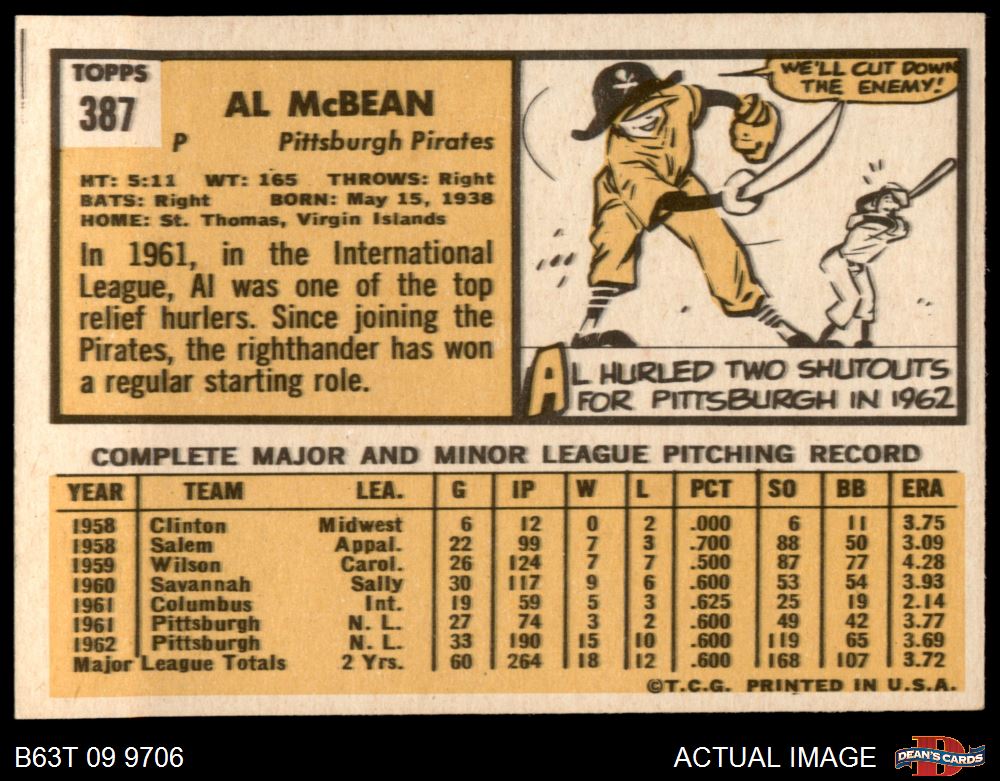 TOPPS
387
AL McBEAN
P Pittsburgh Pirates
HT: 5:11 WT: 165 THROWS: Right
BATS: Right BORN: May 15, 1938
HOME: St. Thomas, Virgin Islands
In 1961, in the International
League, Al was one of the top
relief hurlers. Since joining the
Pirates, the righthander has won
a regular starting role.
WE'LL CUT DOWN
THE ENEMY!
AL HURLED TWO SHUTOUTS
FOR PITTSBURGH IN 1962
COMPLETE MAJOR AND MINOR LEAGUE PITCHING RECORD
YEAR TEAM LEA. G IP W L PCT SO BB ERA
1958 Clinton Midwest 6 12 0 2 .000 6 11 3.75
1958 Salem Appal. 22 99 7 3 .700 88 50 3.09
1959 Wilson Carol. 26 124 7 7 .500 87 77 4.28
1960 Savannah Sally 30 117 9 6 .600 53 54 3.93
1961 Columbus Int. 19 59 5 3 .625 25 19 2.14
1961 Pittsburgh N. L. 27 74 3 2 .600 49 42 3.77
1962 Pittsburgh N. L. 33 190 15 10 .600 119 65 3.69
Major League Totals 2 Yrs. 60 264 18 12 .600 168 107 3.72
©T.C.G. PRINTED IN U.S.A.
B63T 09 9706
ACTUAL IMAGE
D
DEAN'S CARDS